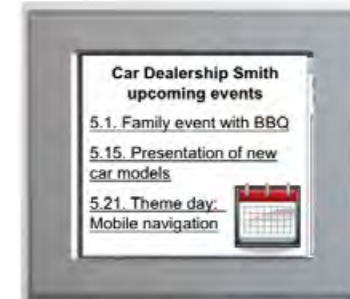 Car Dealership Smith
upcoming events
5.1. Family event with BBQ
5.15. Presentation of new
car models
5.21. Theme day:
Mobile navigation